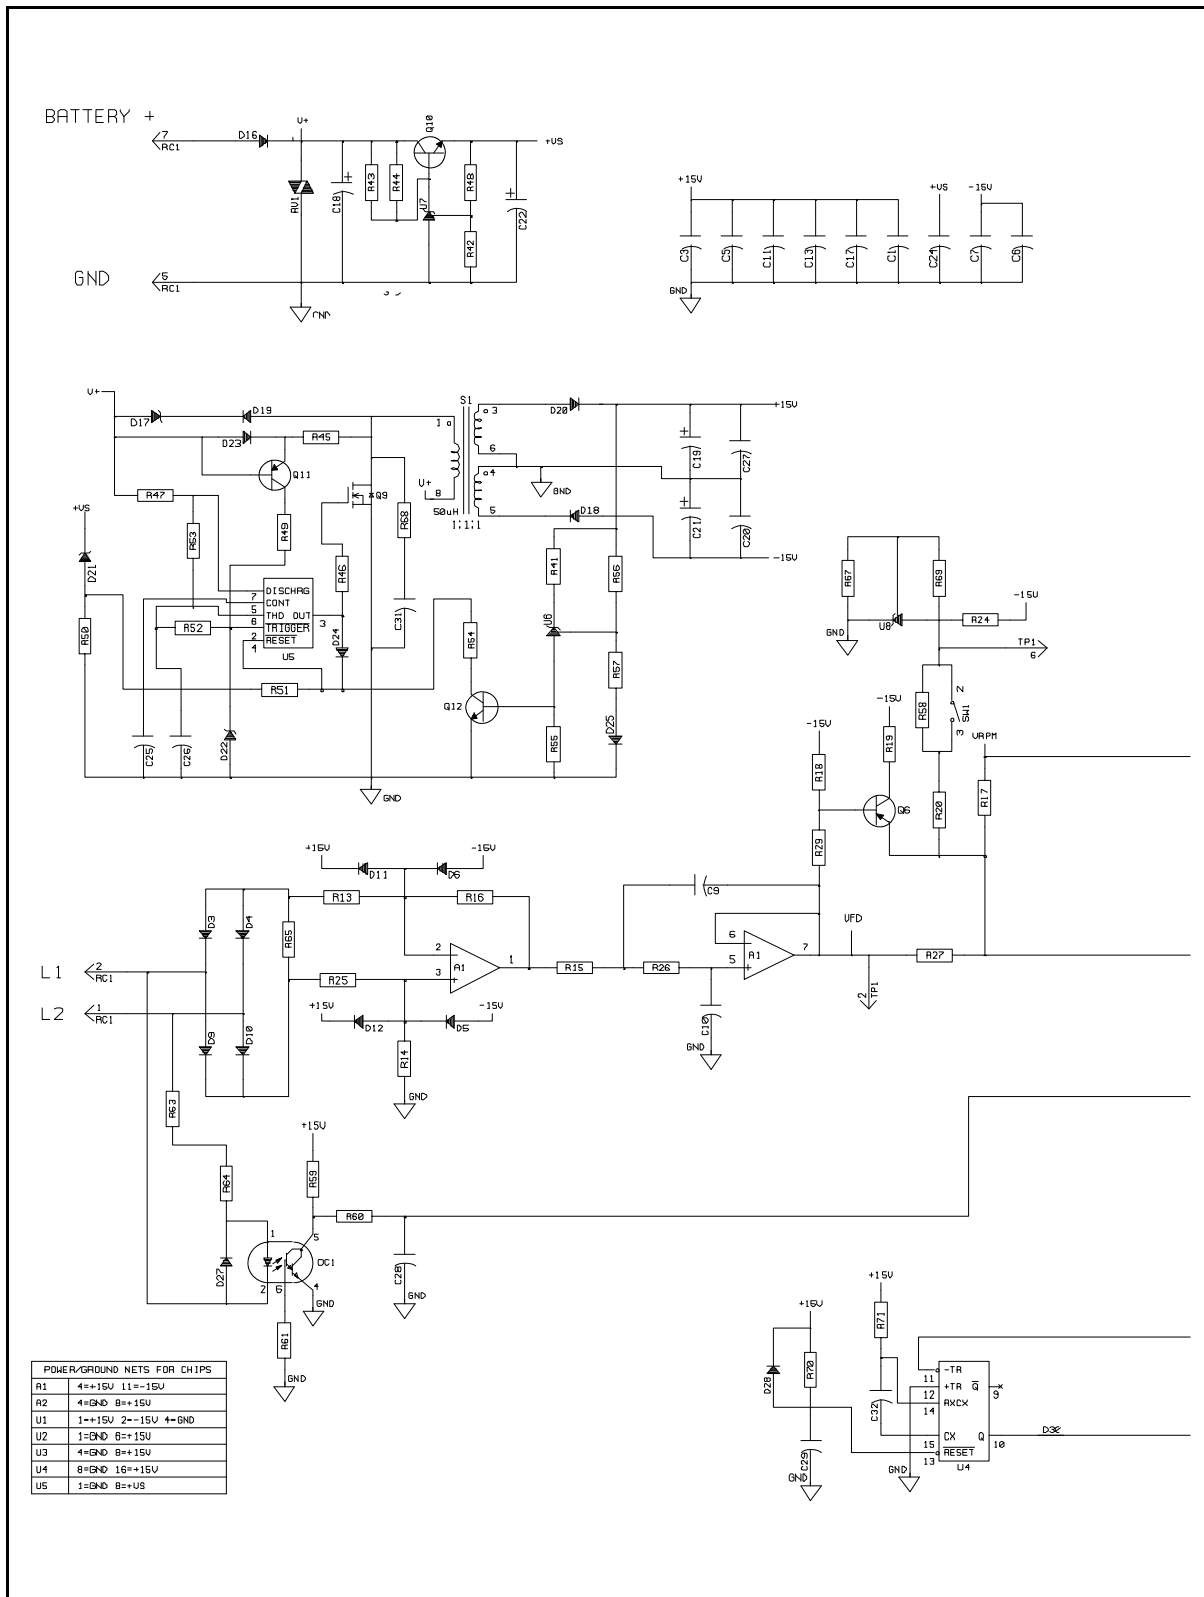 BATTERY +
7
RC1
D16
V+
Q10
+VS
RV1
C18
R43
R44
U7
R48
R42
C22
GND
5
RC1
GND
+15V
+VS
-15V
C3
C5
C11
C13
C17
C1
C24
C7
C6
GND
V+
D17
D19
D23
R45
Q11
R47
+VS
R53
R49
Q9
R46
R68
C31
D21
R50
DISCHRG
7
CONT
5
THD OUT
3
6
TRIGGER
2
RESET
4
U5
R52
D24
R51
C25
C26
D22
GND
S1
1
3
6
4
V+
8
50uH
1:1:1
5
D20
D18
GND
+15V
C19
C27
C21
C20
-15V
R41
R56
U6
R54
R57
Q12
R55
D25
R67
R69
-15V
U8
R24
GND
TP1
6
R58
2
SW1
3
-15V
R19
-15V
R18
VRPM
Q6
R20
R17
R29
+15V
-15V
D11
D6
R13
R16
C9
D3
D4
R65
VFD
2
A1
1
3
R15
R26
6
A1
7
5
R27
L1
2
RC1
R25
+15V
-15V
D12
D5
C10
2
TP1
L2
1
RC1
D9
D10
R14
GND
GND
R63
+15V
R64
R59
R60
1
5
OC1
D27
2
6
4
GND
C28
GND
R61
GND
+15V
+15V
R71
D28
R70
C32
-TR
11
+TR
Q
9
12
RXCX
14
CX
Q
10
15
RESET
13
U4
C29
GND
GND
POWER/GROUND NETS FOR CHIPS
A1 4=+15V 11=-15V
A2 4=GND 8=+15V
U1 1=+15V 2=-15V 4=GND
U2 1=GND 6=+15V
U3 4=GND 8=+15V
U4 8=GND 16=+15V
U5 1=GND 8=+VS